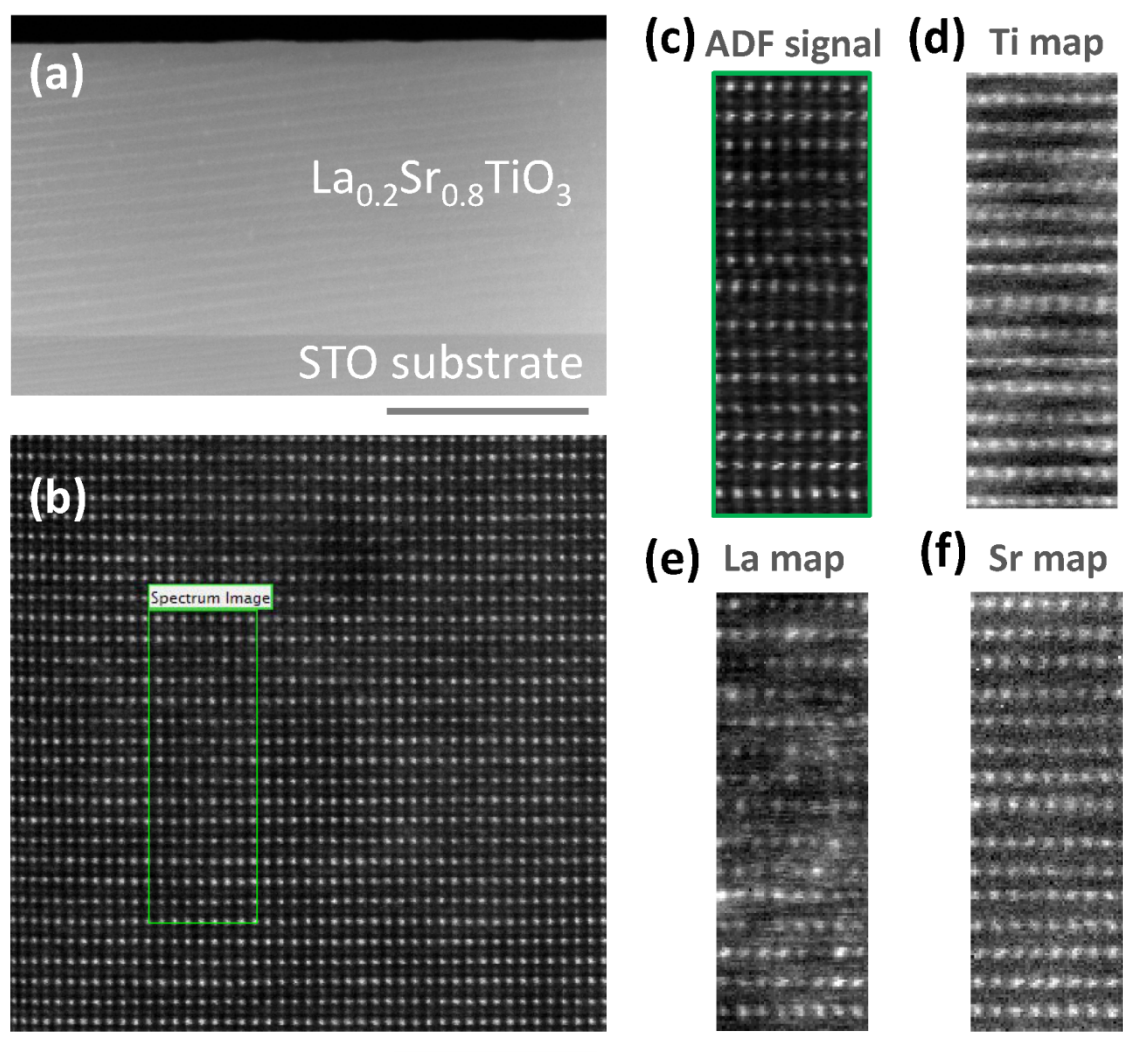 (a)
La0.2Sr0.8TiO3
STO substrate
(b)
Spectrum Image
(c) ADF signal
(d) Ti map
(e) La map
(f) Sr map